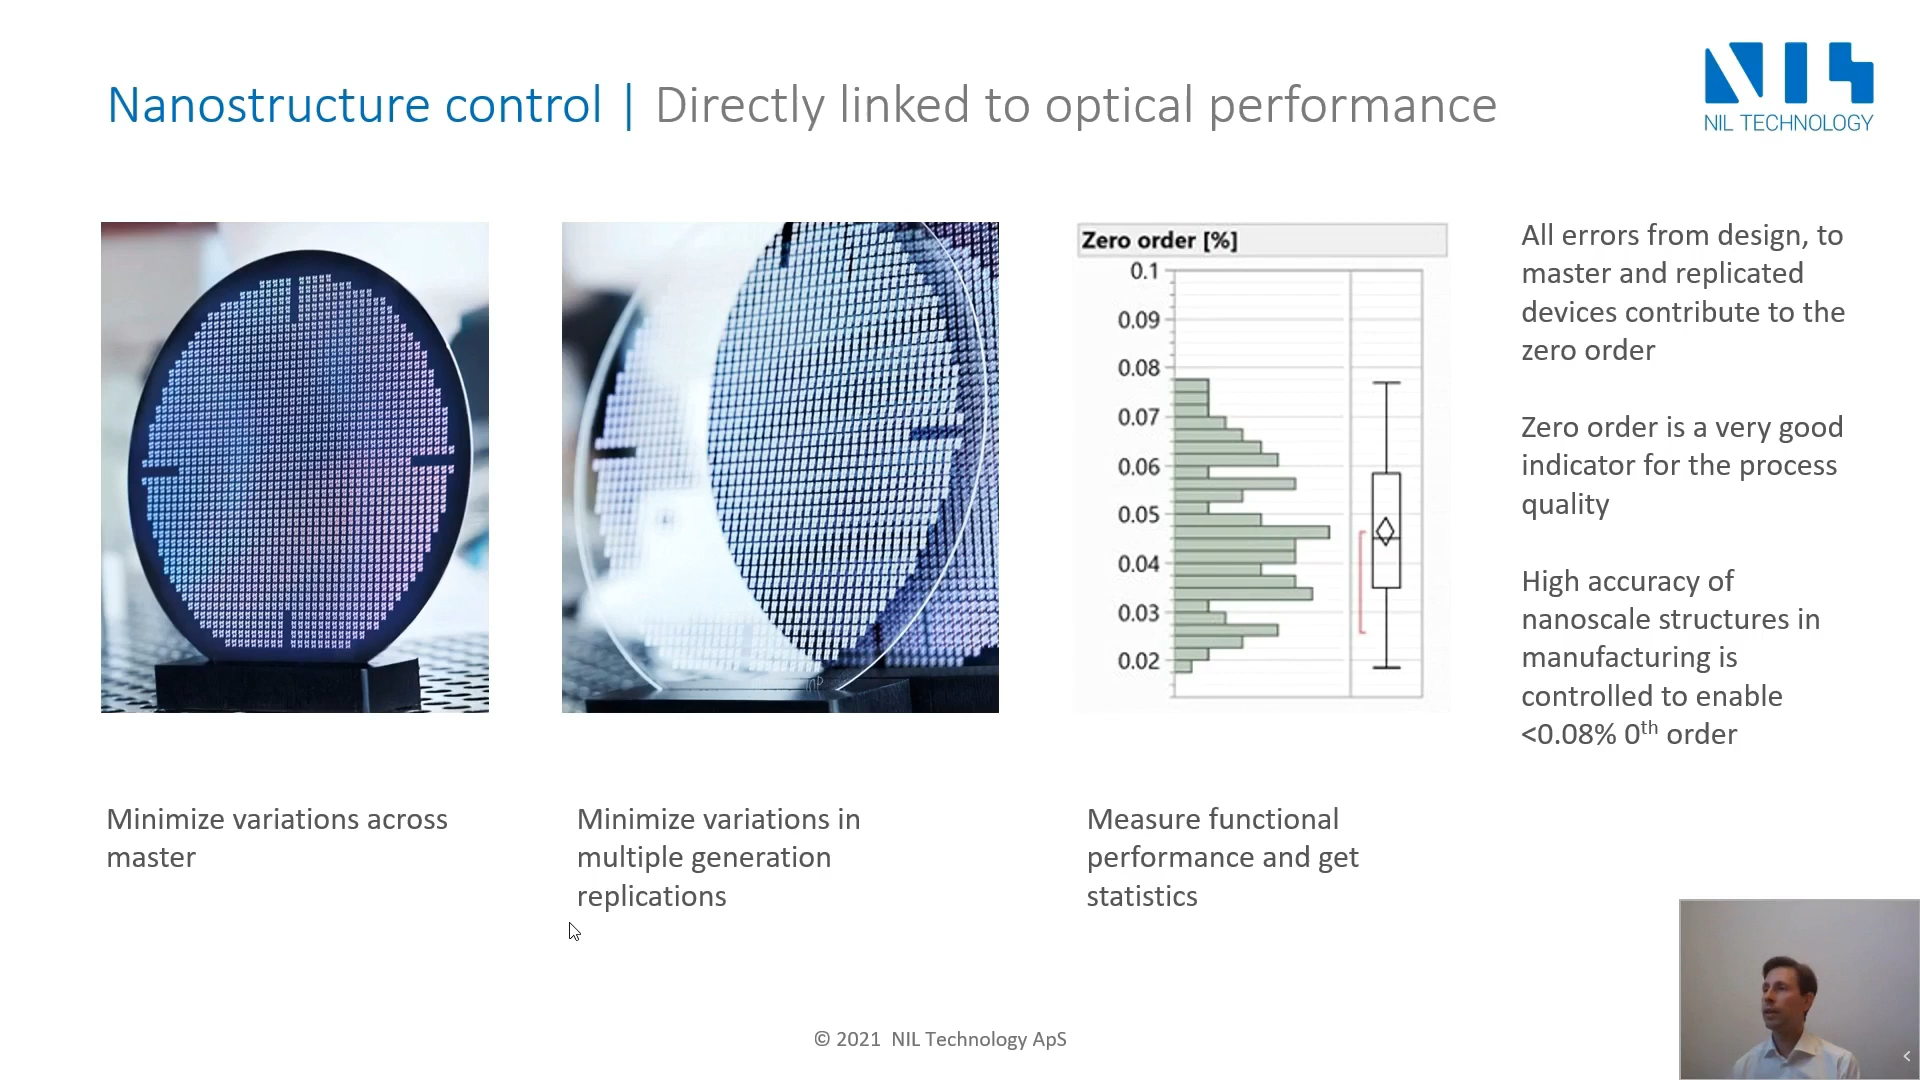 Nanostructure control | Directly linked to optical performance
NIL TECHNOLOGY
Zero order [%]
0.1
0.09
0.08
0.07
0.06
0.05
0.04
0.03
0.02
All errors from design, to
master and replicated
devices contribute to the
zero order
Zero order is a very good
indicator for the process
quality
High accuracy of
nanoscale structures in
manufacturing is
controlled to enable
<0.08% 0th order
Minimize variations across
master
Minimize variations in
multiple generation
replications
Measure functional
performance and get
statistics
© 2021 NIL Technology ApS